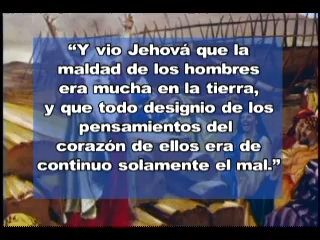 “Y vio Jehová que la
maldad de los hombres
era mucha en la tierra,
y que todo designio de los
pensamientos del
corazón de ellos era de
continuo solamente el mal.”